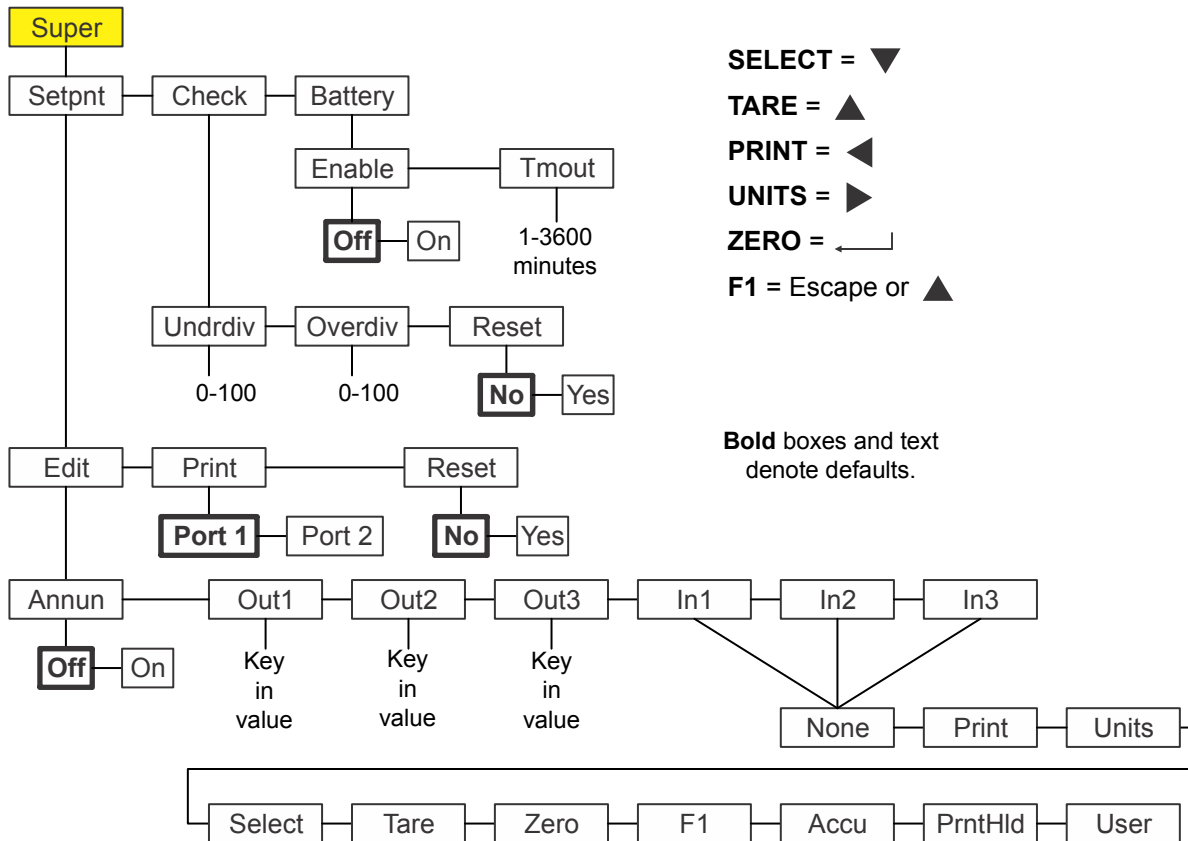 Super
Setpnt Check Battery
Enable Tmout
Off On
1-3600
minutes
Undrdiv Overdiv Reset
0-100 0-100
No Yes
Edit Print Reset
Port 1 Port 2 No Yes
Annun Out1 Out2 Out3 In1 In2 In3
Off On
Key
in
value
Key
in
value
Key
in
value
None Print Units
Select Tare Zero F1 Accu PrntHld User
SELECT =
TARE =
PRINT =
UNITS =
ZERO =
F1 = Escape or
Bold boxes and text
denote defaults.